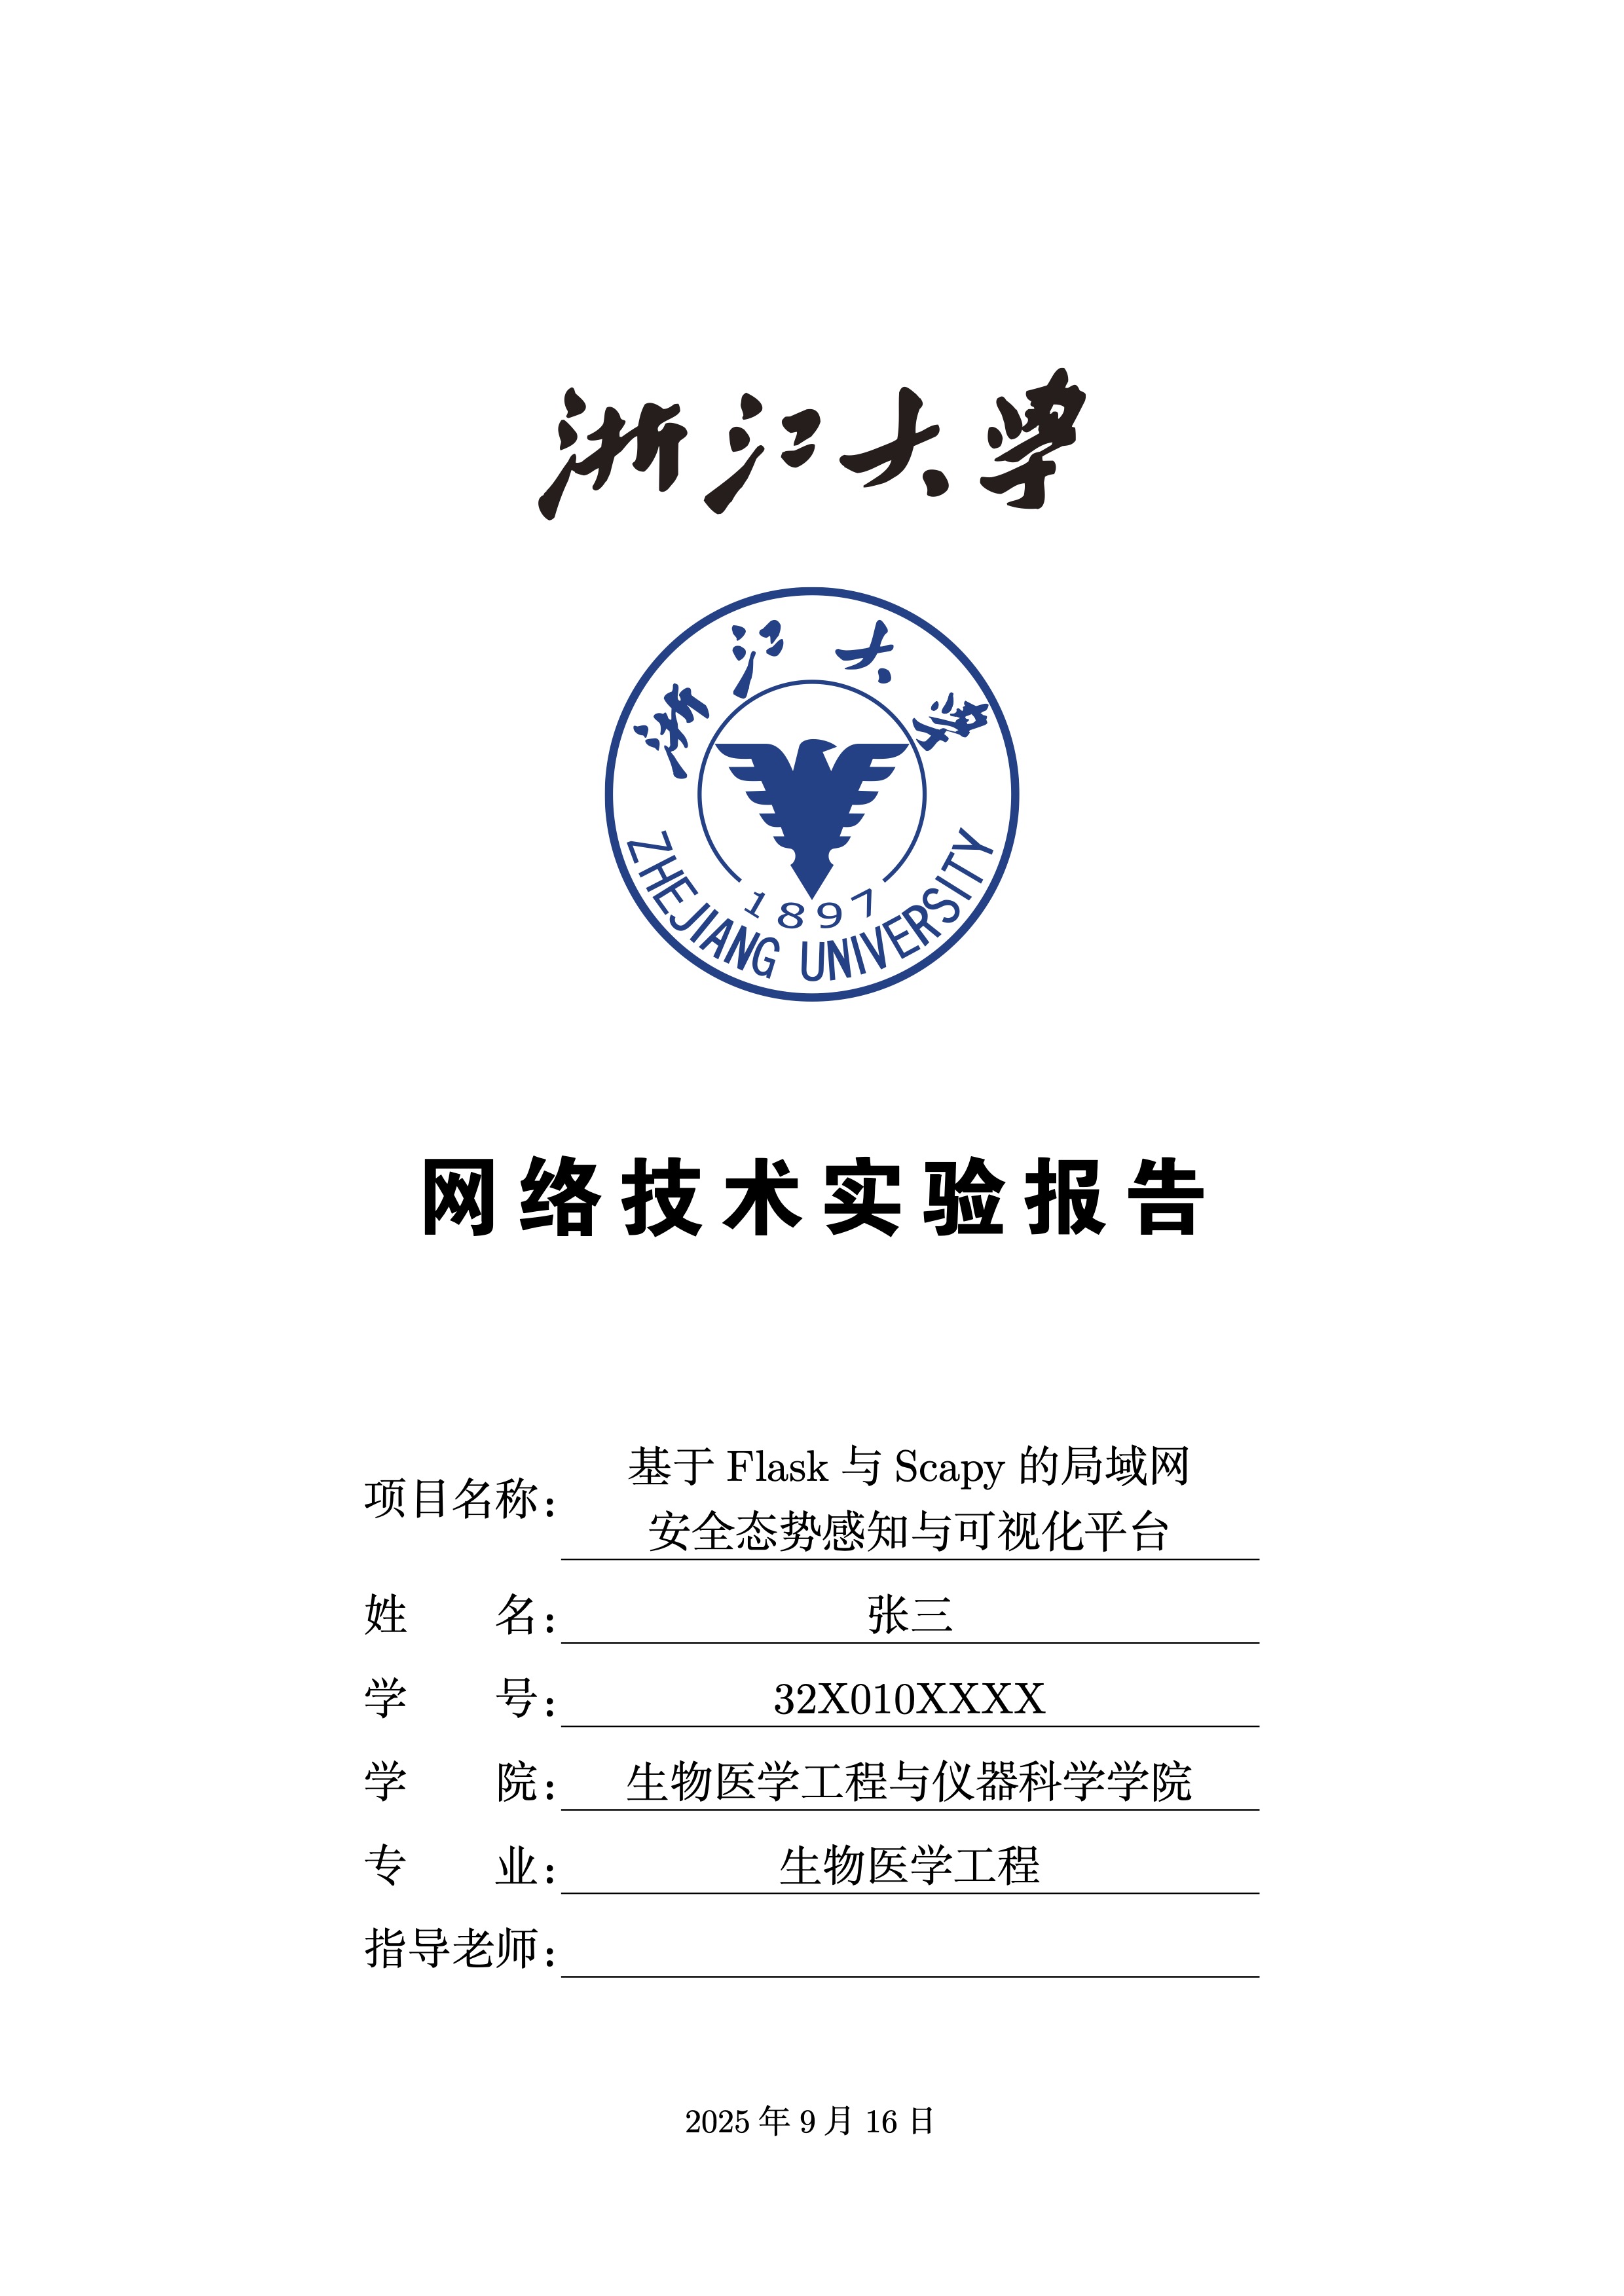 浙江大学
浙江大学
1897
ZHEJIANG UNIVERSITY
网络技术实验报告
项目名称：基于 Flask 与 Scapy 的局域网
安全态势感知与可视化平台
姓 名：张三
学 号：32X010XXXX
学 院：生物医学工程与仪器科学学院
专 业：生物医学工程
指导老师：
2025 年 9 月 16 日